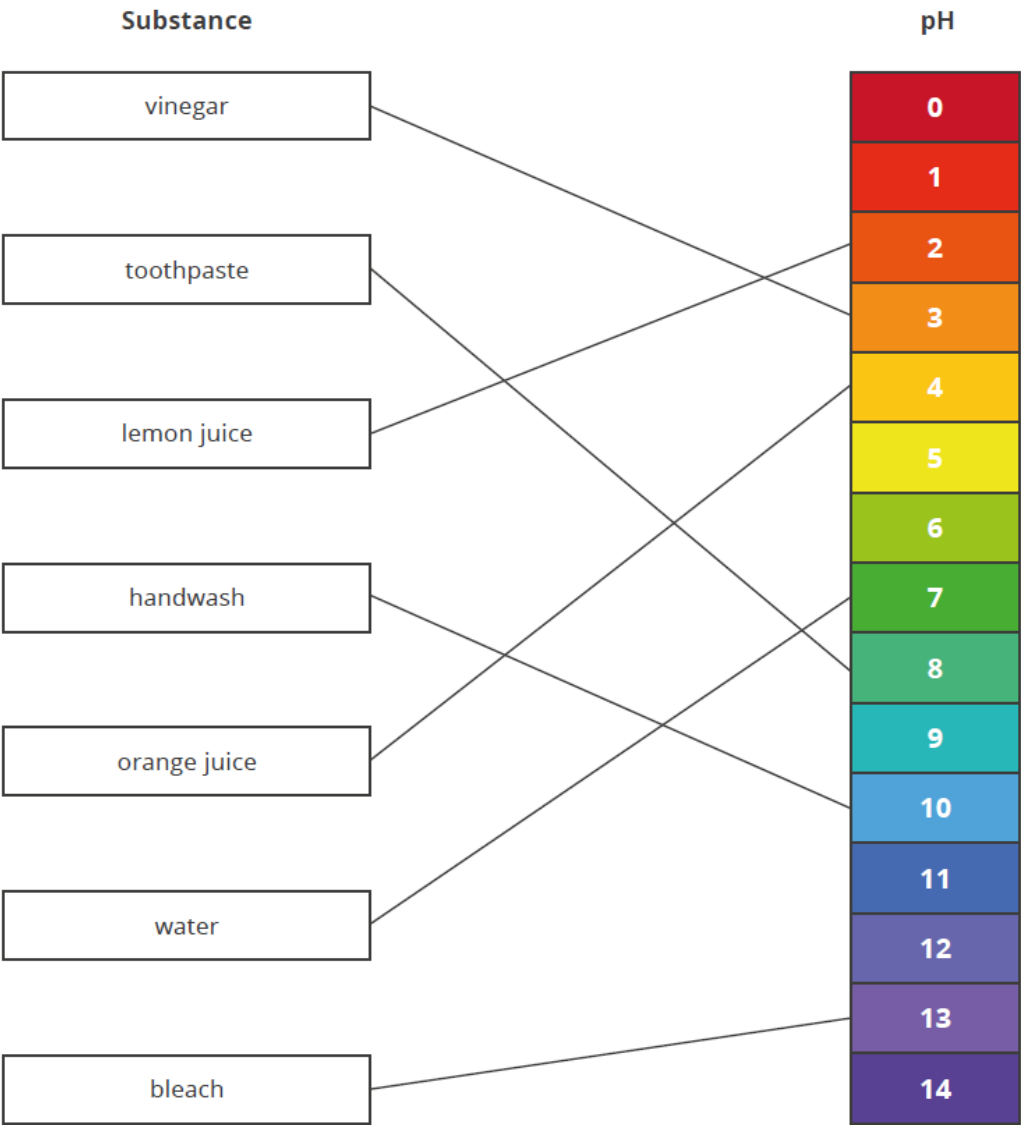 Substance
pH
vinegar
toothpaste
lemon juice
handwash
orange juice
water
bleach
0
1
2
3
4
5
6
7
8
9
10
11
12
13
14